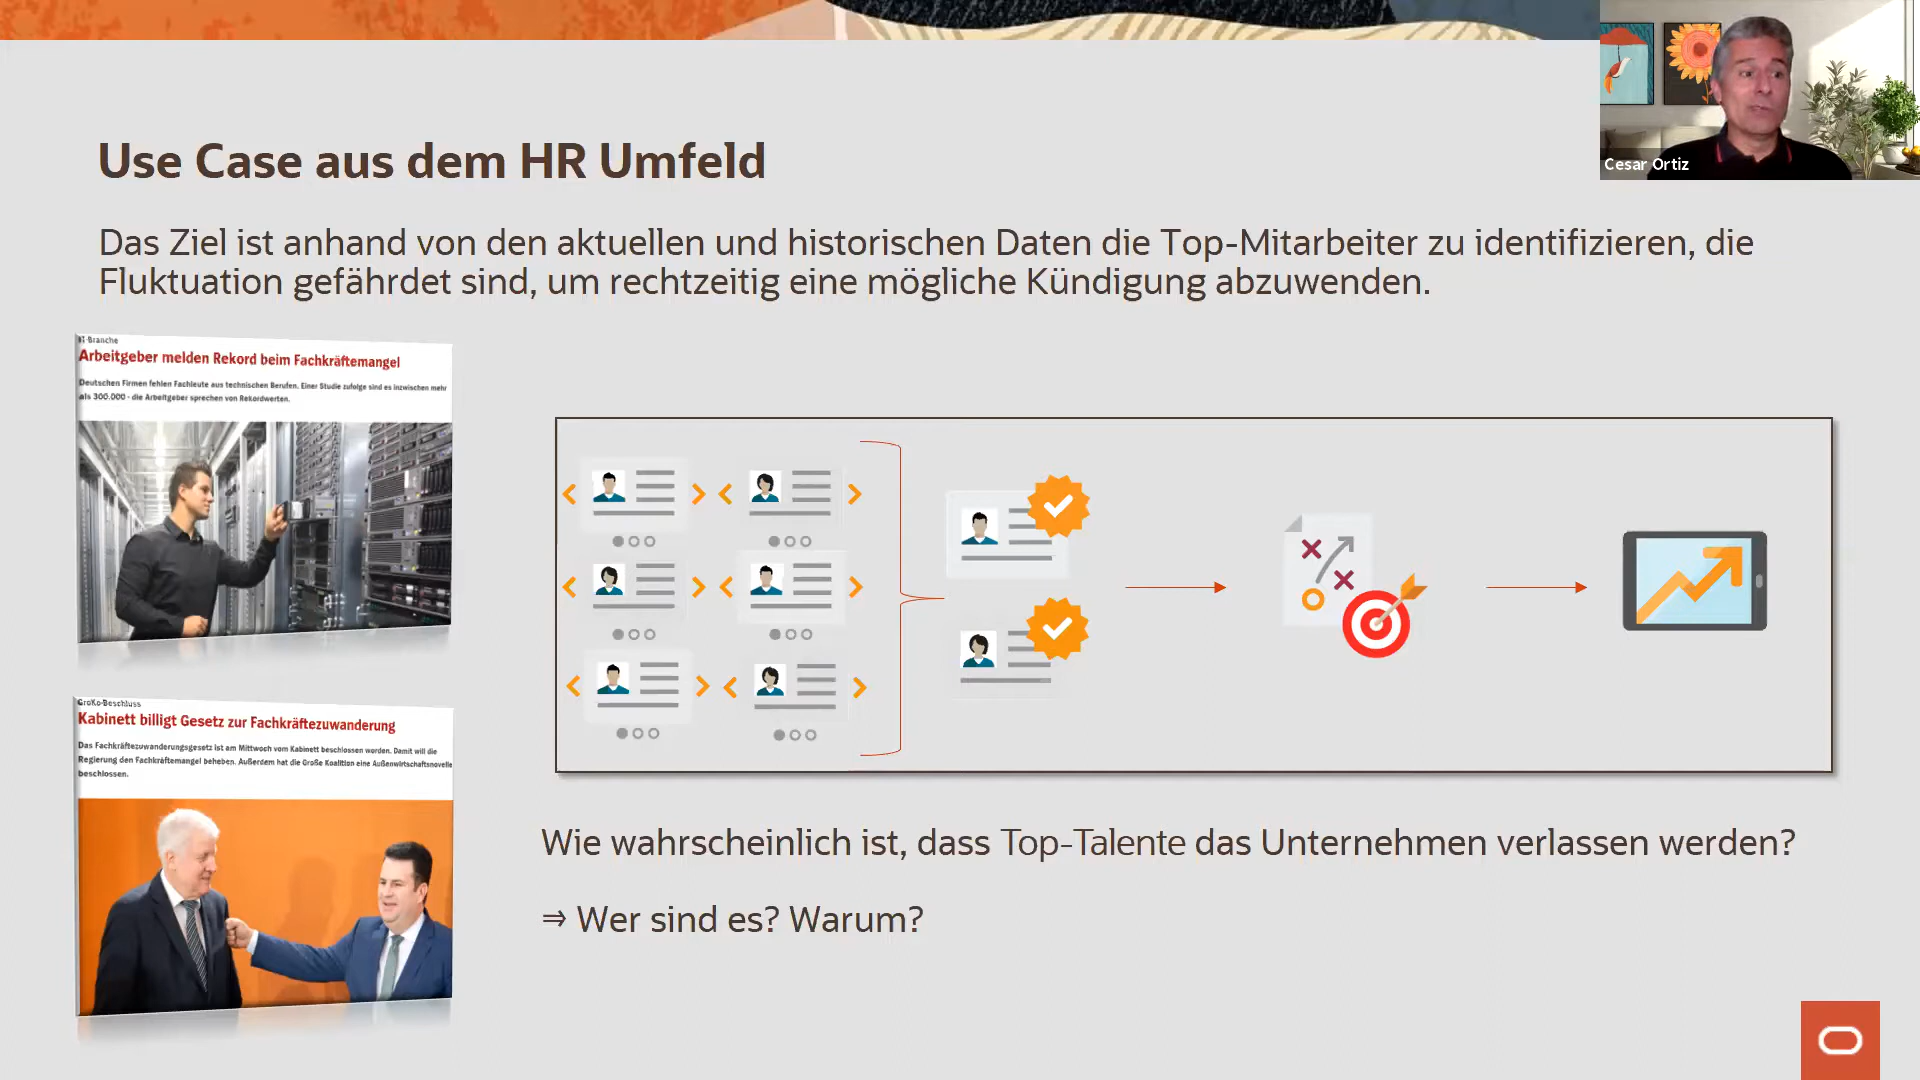 Cesar Ortiz
Use Case aus dem HR Umfeld
Das Ziel ist anhand von den aktuellen und historischen Daten die Top-Mitarbeiter zu identifizieren, die
Fluktuation gefährdet sind, um rechtzeitig eine mögliche Kündigung abzuwenden.
IT-Branche
Arbeitgeber melden Rekord beim Fachkräftemangel
Deutschen Firmen fehlen Fachleute aus technischen Berufen. Einer Studie zufolge sind es inzwischen mehr
als 300.000 - die Arbeitgeber sprechen von Rekordwerten.
GroKo-Beschluss
Kabinett billigt Gesetz zur Fachkräftezuwanderung
Das Fachkräftezuwanderungsgesetz ist am Mittwoch vom Kabinett beschlossen worden. Damit will die
Regierung den Fachkräftemangel beheben. Außerdem hat die Große Koalition eine Außenwirtschaftsnovelle
beschlossen.
Wie wahrscheinlich ist, dass Top-Talente das Unternehmen verlassen werden?
⇒ Wer sind es? Warum?